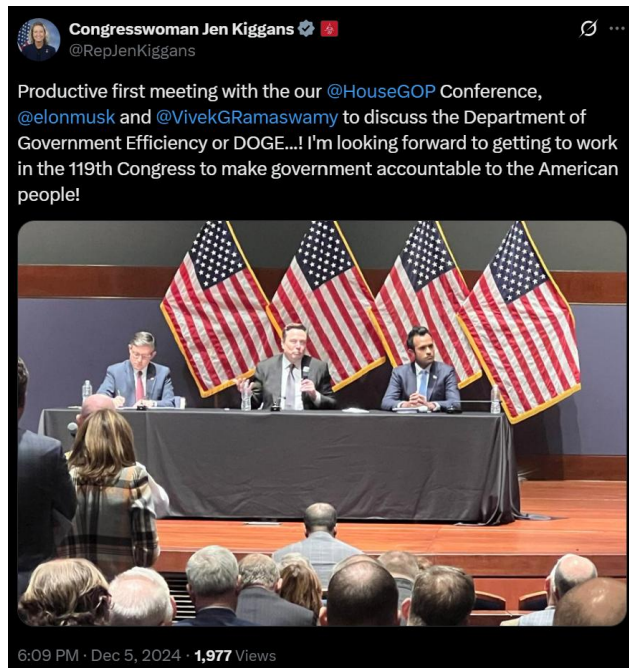 Congresswoman Jen Kiggans
@RepJenKiggans
Productive first meeting with the our @HouseGOP Conference,
@elonmusk and @VivekGRamaswamy to discuss the Department of
Government Efficiency or DOGE...! I'm looking forward to getting to work
in the 119th Congress to make government accountable to the American
people!
6:09 PM · Dec 5, 2024 · 1,977 Views